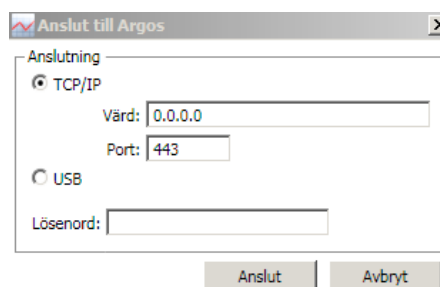 Anslut till Argos
Anslutning
TCP/IP
Värd: 0.0.0.0
Port: 443
USB
Lösenord:
Anslut Avbryt